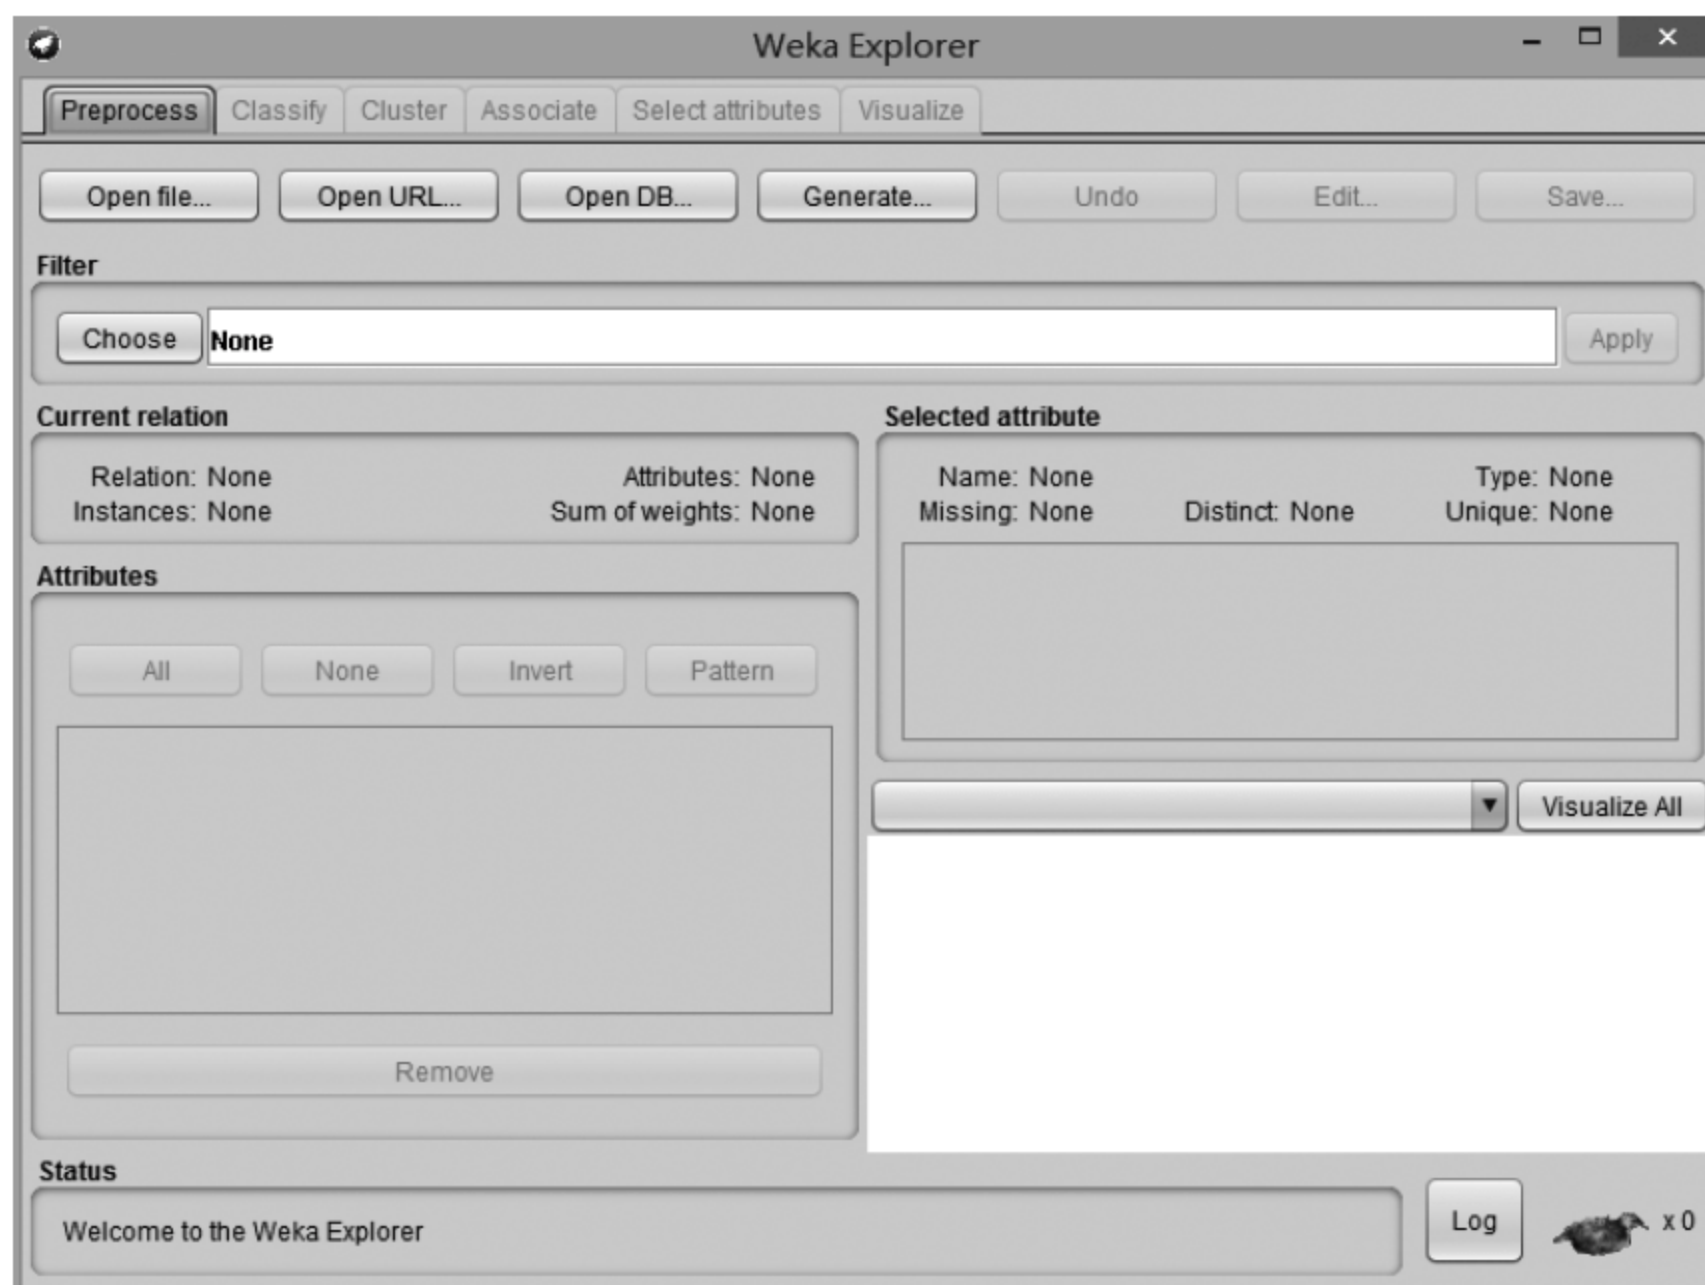 Weka Explorer
Preprocess Classify Cluster Associate Select attributes Visualize
Open file... Open URL... Open DB... Generate... Undo Edit... Save...
Filter
Choose None Apply
Current relation
Relation: None Attributes: None
Instances: None Sum of weights: None
Selected attribute
Name: None Type: None
Missing: None Distinct: None Unique: None
Attributes
All None Invert Pattern
Remove
Visualize All
Status
Welcome to the Weka Explorer
Log x 0